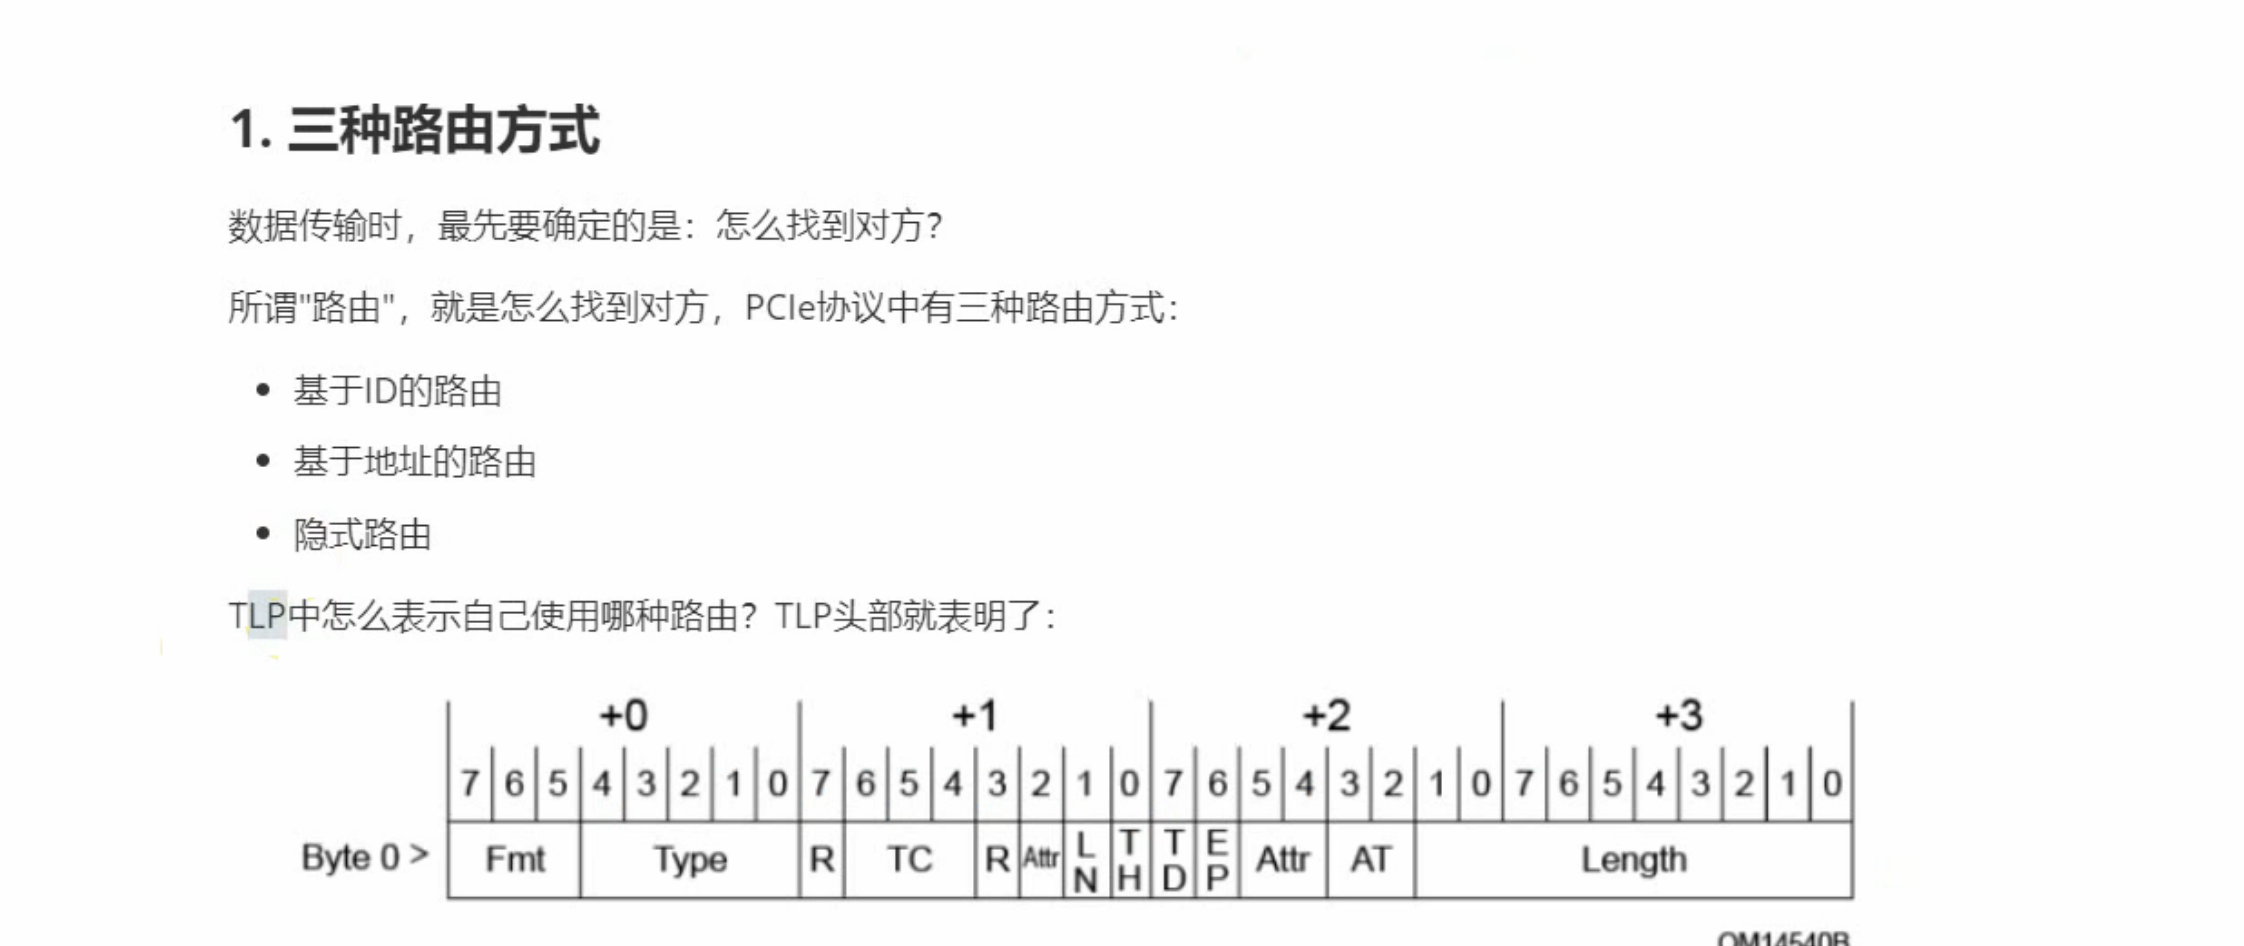 1. 三种路由方式
数据传输时，最先要确定的是：怎么找到对方？
所谓"路由"，就是怎么找到对方，PCIe协议中有三种路由方式：
• 基于ID的路由
• 基于地址的路由
• 隐式路由
TLP中怎么表示自己使用哪种路由？TLP头部就表明了：
+0 +1 +2 +3
7 6 5 4 3 2 1 0 7 6 5 4 3 2 1 0 7 6 5 4 3 2 1 0 7 6 5 4 3 2 1 0
Byte 0 > Fmt Type R TC R Attr LN TH TD EP Attr AT Length
OM14540B